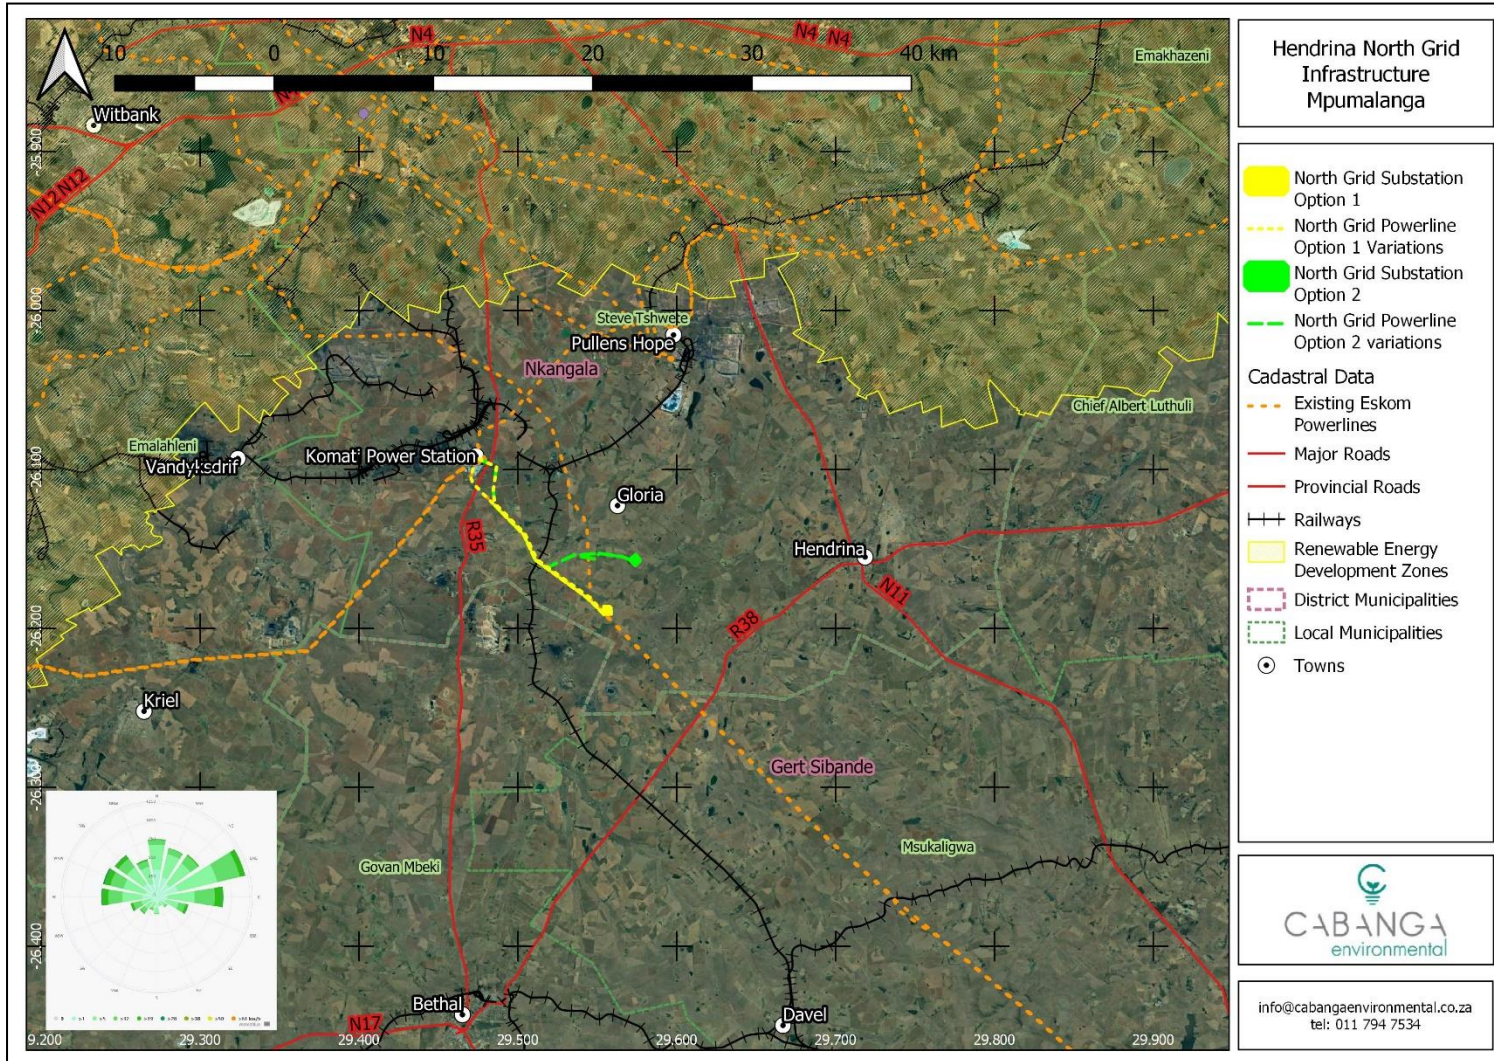 10 0 10 20 30 40 km
N4
N4 N4
Emakhazeni
Witbank
N4
N12 N12
-25.900
-26.000
Steve Tshwete
Pullens Hope
Nkangala
Chief Albert Luthuli
Emalahleni
Vandyksdrif
Komati Power Station
-26.100
Gloria
R35
Hendrina
N11
R38
-26.200
Kriel
Gert Sibande
-26.300
Msukaligwa
Govan Mbeki
-26.400
Bethal
Davel
N17
9.200 29.300 29.400 29.500 29.600 29.700 29.800 29.900
Hendrina North Grid
Infrastructure
Mpumalanga
North Grid Substation
Option 1
North Grid Powerline
Option 1 Variations
North Grid Substation
Option 2
North Grid Powerline
Option 2 variations
Cadastral Data
Existing Eskom
Powerlines
Major Roads
Provincial Roads
Railways
Renewable Energy
Development Zones
District Municipalities
Local Municipalities
Towns
CABANGA
environmental
info@cabangaenvironmental.co.za
tel: 011 794 7534